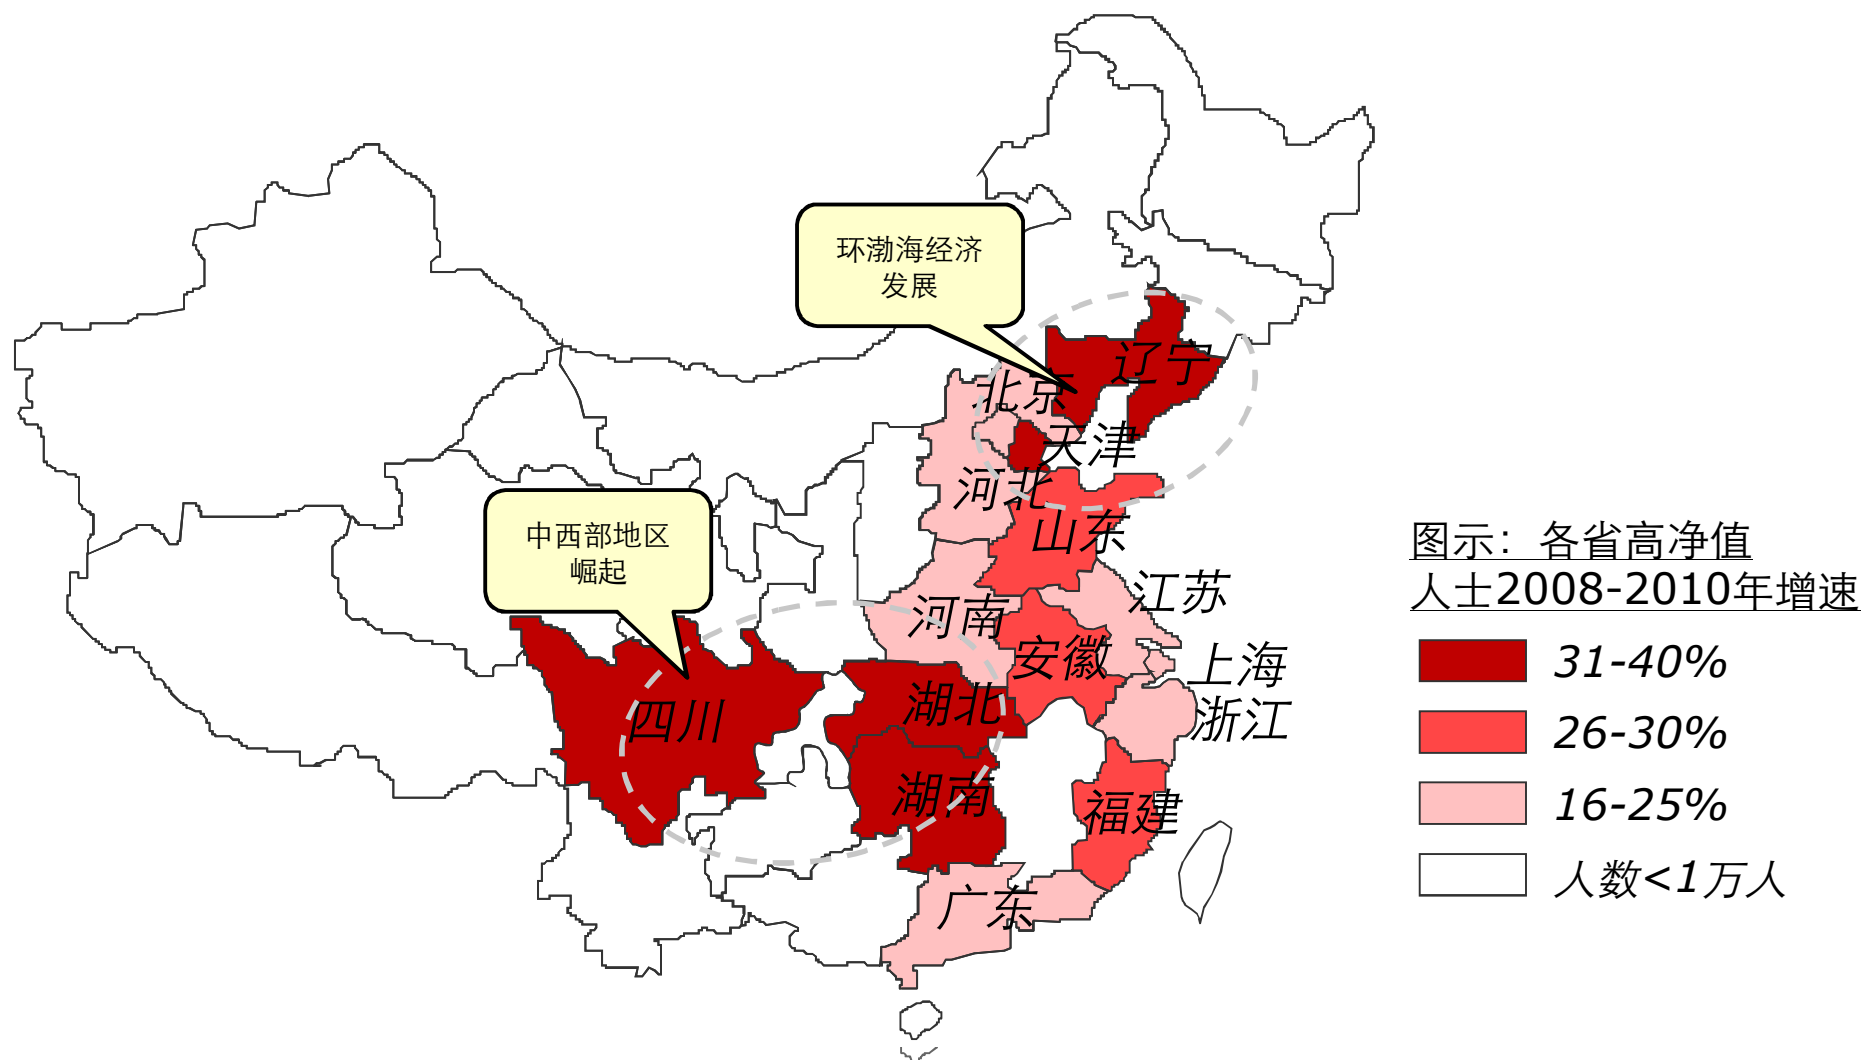 环渤海经济
发展
辽宁
北京
天津
河北
中西部地区
崛起
山东
江苏
河南
安徽
上海
湖北
四川
浙江
湖南
福建
广东
图示：各省高净值
人士2008-2010年增速
31-40%
26-30%
16-25%
人数<1万人